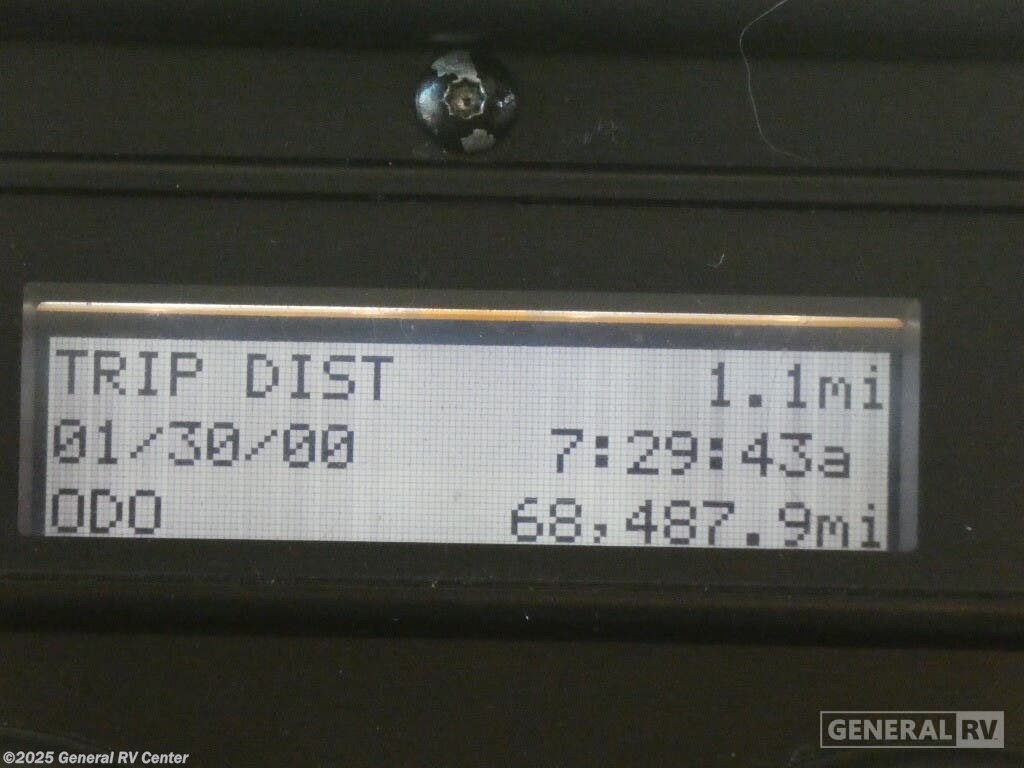 TRIP DIST 1.1mi
01/30/00 7:29:43a
ODO 68,487.9mi
GENERAL RV
©2025 General RV Center